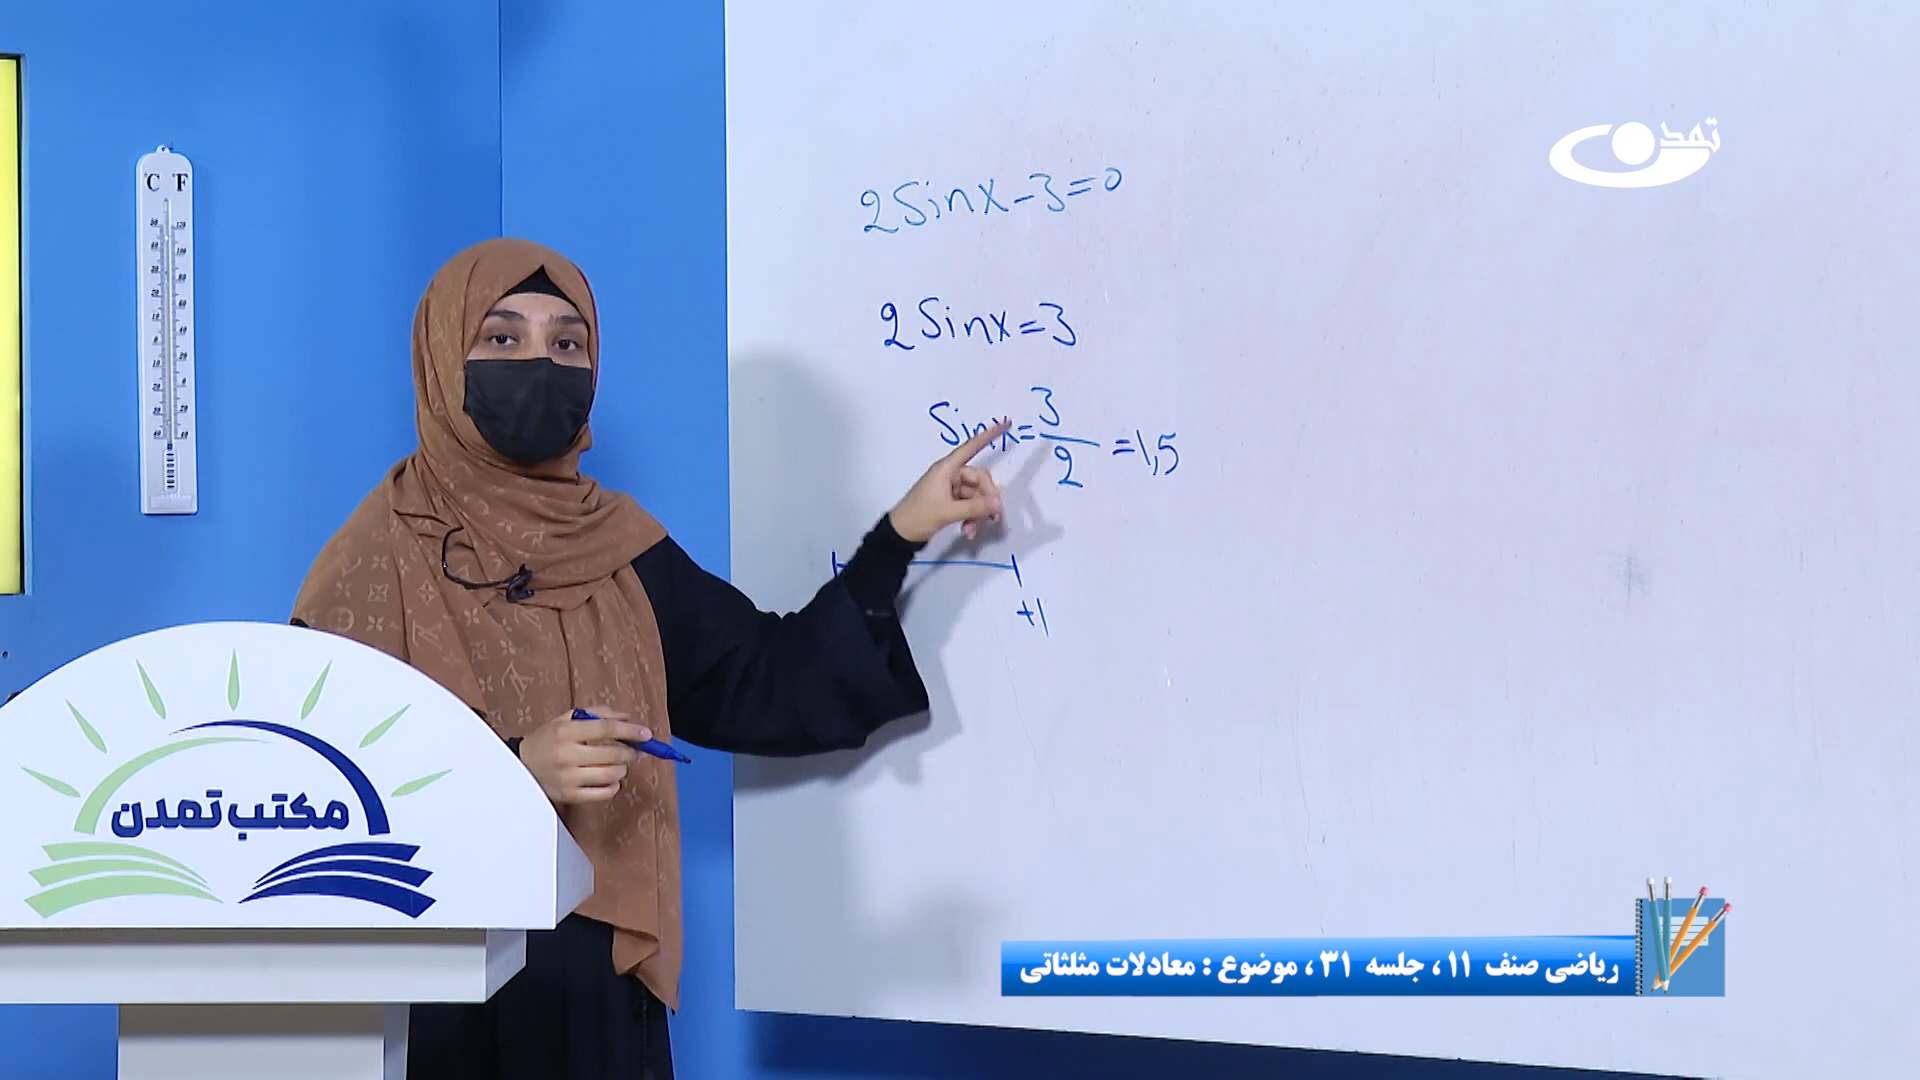 تمدن
2Sinx-3=0
2Sinx=3
Sinx=3/2=1,5
+1
°C °F
مکتب تمدن
ریاضی صنف ۱۱، جلسه ۳۱، موضوع : معادلات مثلثاتی